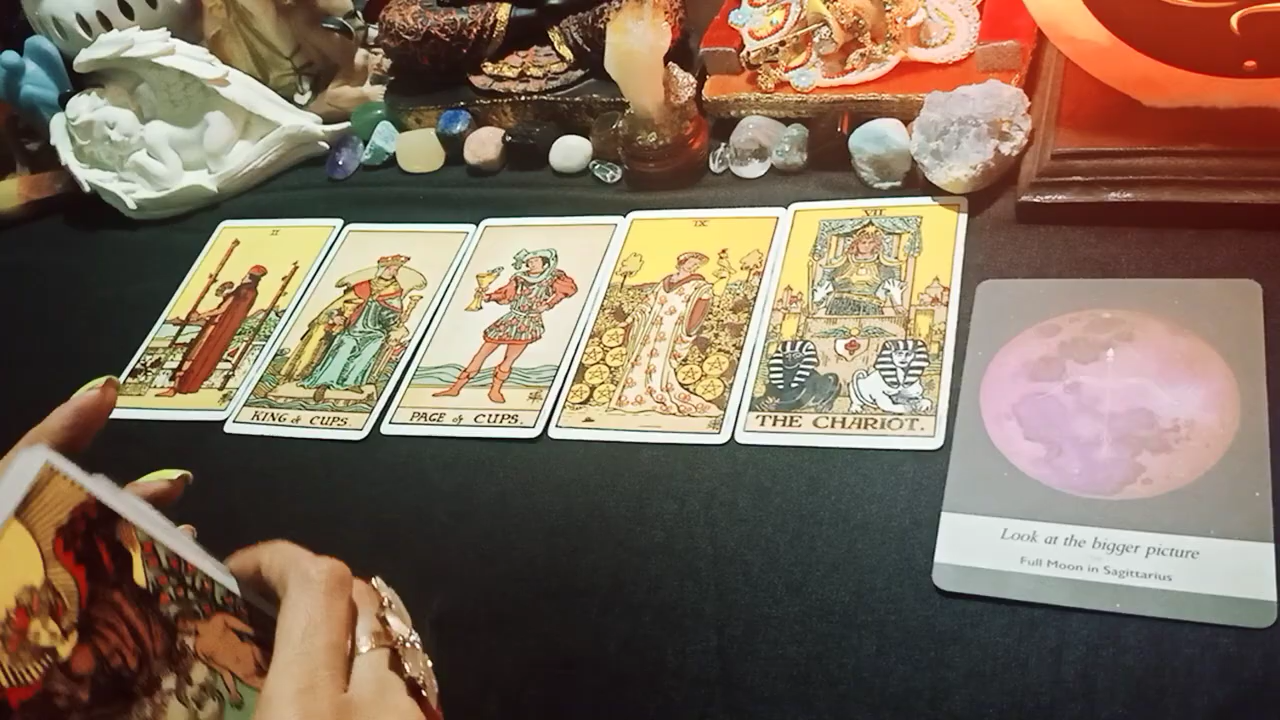 II
KING of CUPS.
PAGE of CUPS.
IX
VII
THE CHARIOT.
Look at the bigger picture
Full Moon in Sagittarius